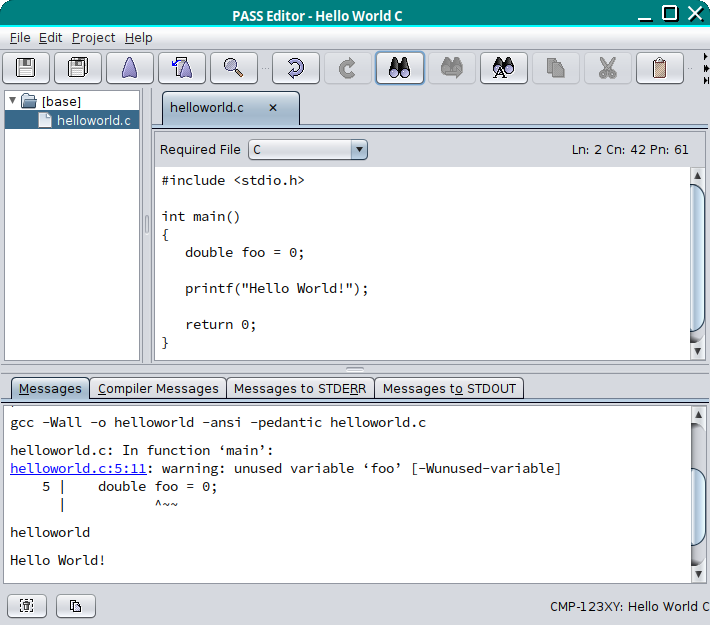 PASS Editor - Hello World C
File Edit Project Help
[base]
helloworld.c
helloworld.c ×
Required File C Ln: 2 Cn: 42 Pn: 61
#include <stdio.h>
int main()
{
double foo = 0;
printf("Hello World!");
return 0;
}
Messages Compiler Messages Messages to STDERR Messages to STDOUT
gcc -Wall -o helloworld -ansi -pedantic helloworld.c
helloworld.c: In function ‘main’:
helloworld.c:5:11: warning: unused variable ‘foo’ [-Wunused-variable]
5 | double foo = 0;
| ^~~
helloworld
Hello World!
CMP-123XY: Hello World C